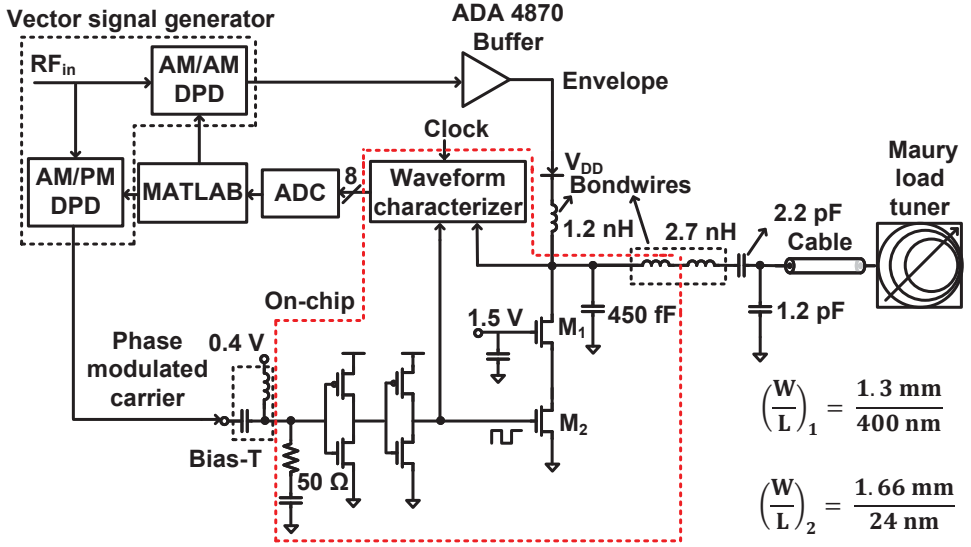 Vector signal generator
ADA 4870
Buffer
RFin
AM/AM
DPD
Envelope
Clock
AM/PM
DPD
MATLAB
ADC
8
Waveform
characterizer
VDD
Bondwires
1.2 nH
2.7 nH
2.2 pF
Cable
Maury
load
tuner
On-chip
450 fF
1.2 pF
1.5 V
M1
Phase
modulated
carrier
0.4 V
Bias-T
50 Ω
M2
(W/L)1 = 1.3 mm/400 nm
(W/L)2 = 1.66 mm/24 nm